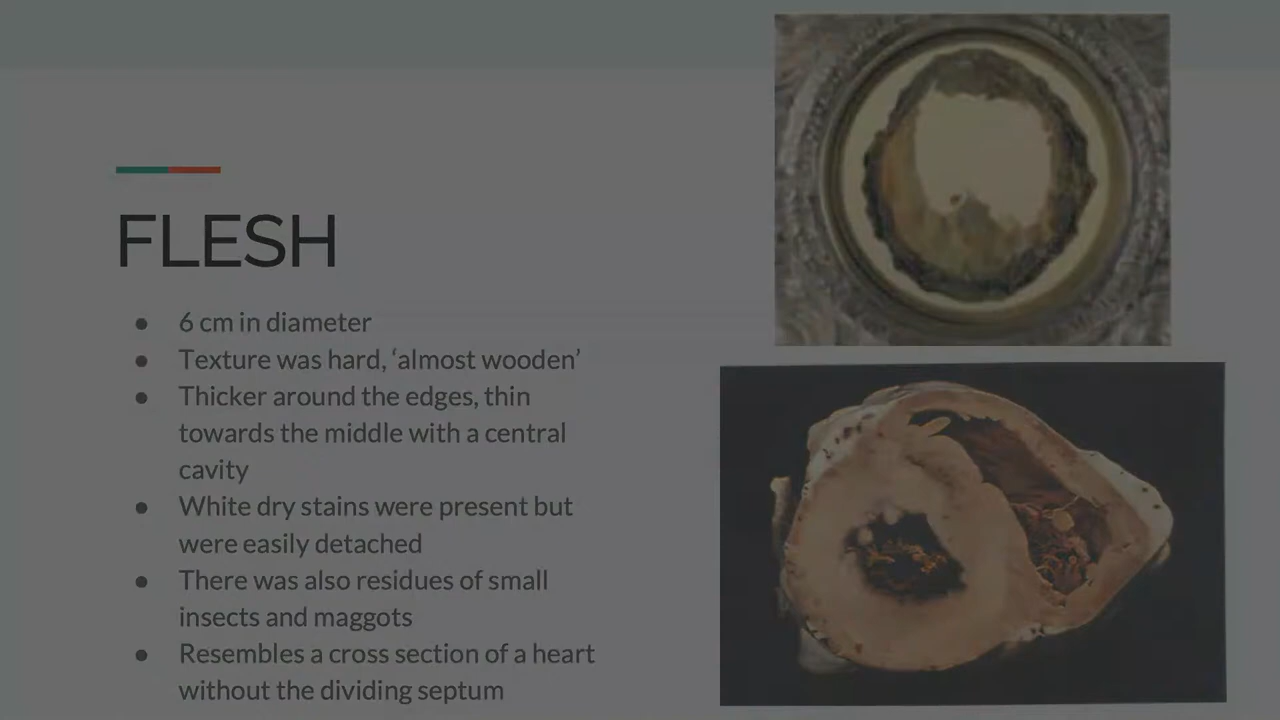 FLESH
● 6 cm in diameter
● Texture was hard, ‘almost wooden’
● Thicker around the edges, thin
towards the middle with a central
cavity
● White dry stains were present but
were easily detached
● There was also residues of small
insects and maggots
● Resembles a cross section of a heart
without the dividing septum